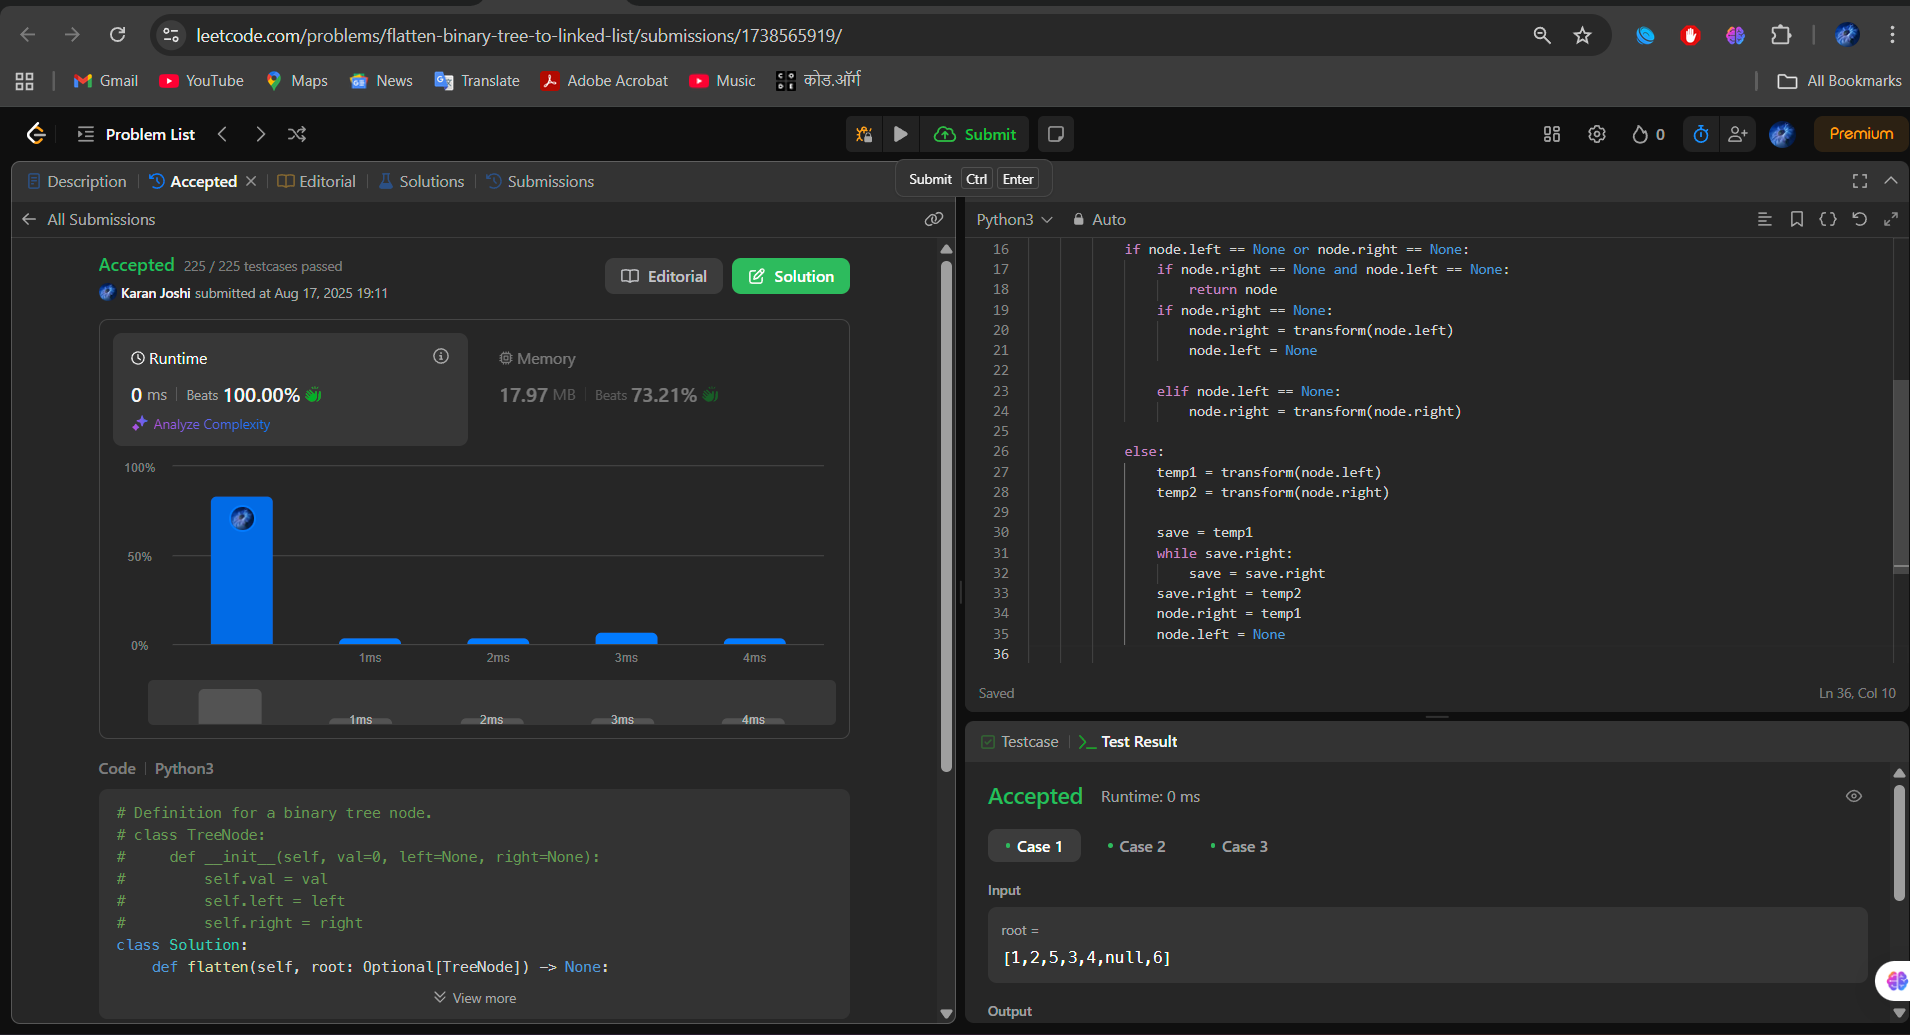 leetcode.com/problems/flatten-binary-tree-to-linked-list/submissions/1738565919/
Gmail YouTube Maps News Translate Adobe Acrobat Music कोड.ऑर्ग All Bookmarks
Problem List Submit 0 Premium
Description Accepted Editorial Solutions Submissions
Submit Ctrl Enter
All Submissions
Accepted 225 / 225 testcases passed
Karan Joshi submitted at Aug 17, 2025 19:11
Editorial Solution
Runtime
0 ms Beats 100.00%
Analyze Complexity
Memory
17.97 MB Beats 73.21%
100%
50%
0%
1ms 2ms 3ms 4ms
1ms 2ms 3ms 4ms
Code Python3
# Definition for a binary tree node.
# class TreeNode:
#     def __init__(self, val=0, left=None, right=None):
#         self.val = val
#         self.left = left
#         self.right = right
class Solution:
    def flatten(self, root: Optional[TreeNode]) -> None:
View more
Python3 Auto
16 if node.left == None or node.right == None:
17     if node.right == None and node.left == None:
18         return node
19     if node.right == None:
20         node.right = transform(node.left)
21         node.left = None
22
23     elif node.left == None:
24         node.right = transform(node.right)
25
26 else:
27     temp1 = transform(node.left)
28     temp2 = transform(node.right)
29
30     save = temp1
31     while save.right:
32         save = save.right
33     save.right = temp2
34     node.right = temp1
35     node.left = None
36
Saved Ln 36, Col 10
Testcase Test Result
Accepted Runtime: 0 ms
Case 1 Case 2 Case 3
Input
root =
[1,2,5,3,4,null,6]
Output